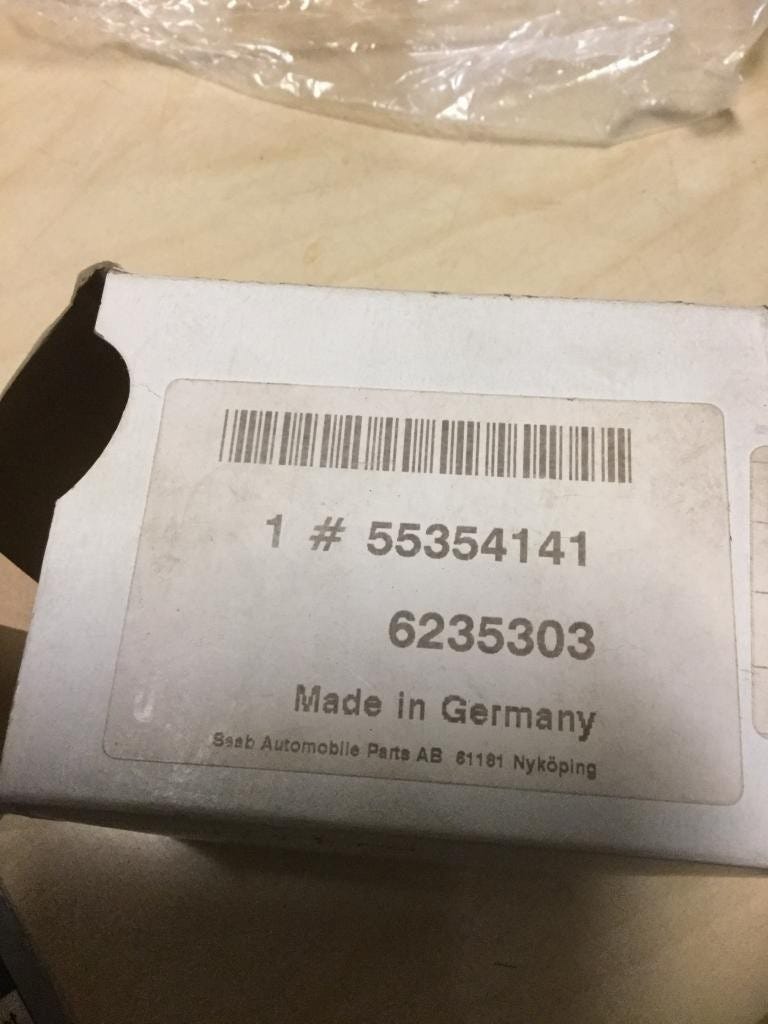 1 # 55354141
6235303
Made in Germany
Saab Automobile Parts AB 61181 Nyköping